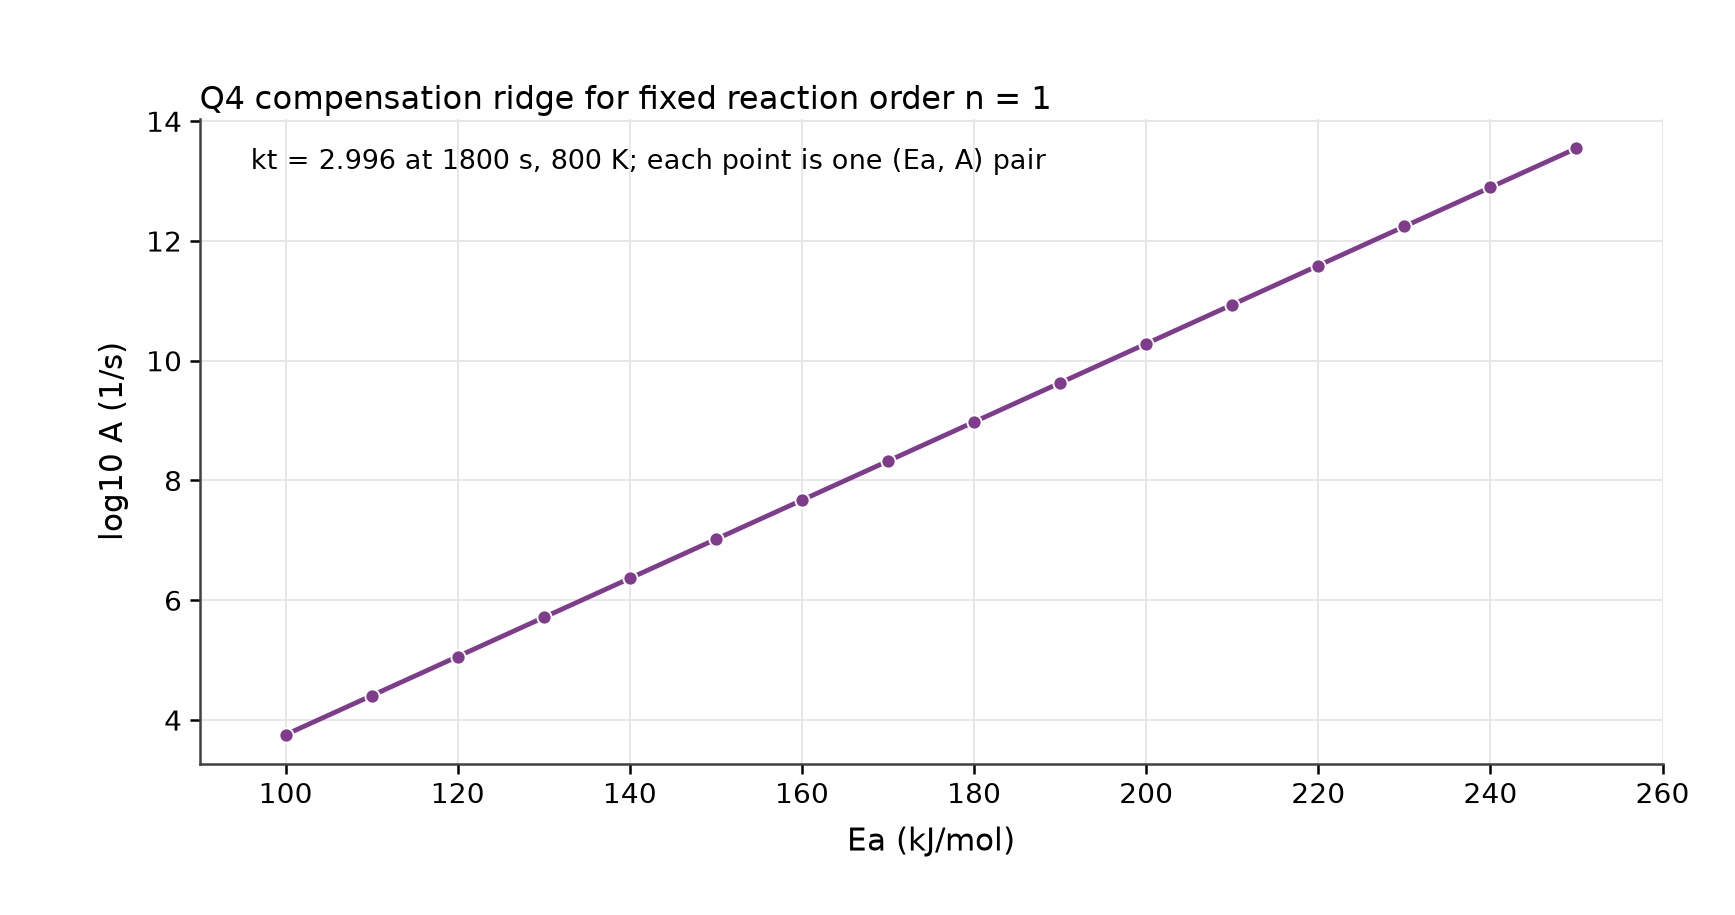 Q4 compensation ridge for fixed reaction order n = 1
kt = 2.996 at 1800 s, 800 K; each point is one (Ea, A) pair
log10 A (1/s)
14
12
10
8
6
4
100 120 140 160 180 200 220 240 260
Ea (kJ/mol)